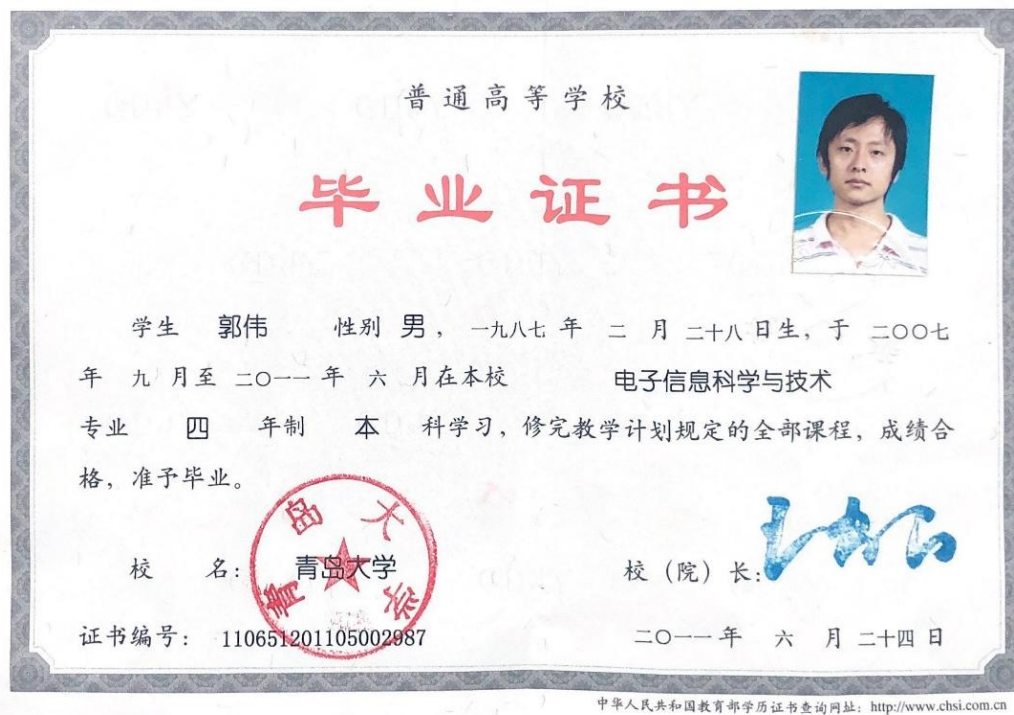 普通高等学校
毕业证书
学生 郭伟 性别 男，一九八七 年 二 月 二十八 日生，于 二〇〇七
年 九 月至 二〇一一 年 六 月在本校 电子信息科学与技术
专业 四 年制 本 科学习，修完教学计划规定的全部课程，成绩合
格，准予毕业。
青岛大学
校 名：青岛大学 校（院）长：
证书编号：110651201105002987 二〇一一 年 六 月 二十四 日
中华人民共和国教育部学历证书查询网址：http://www.chsi.com.cn